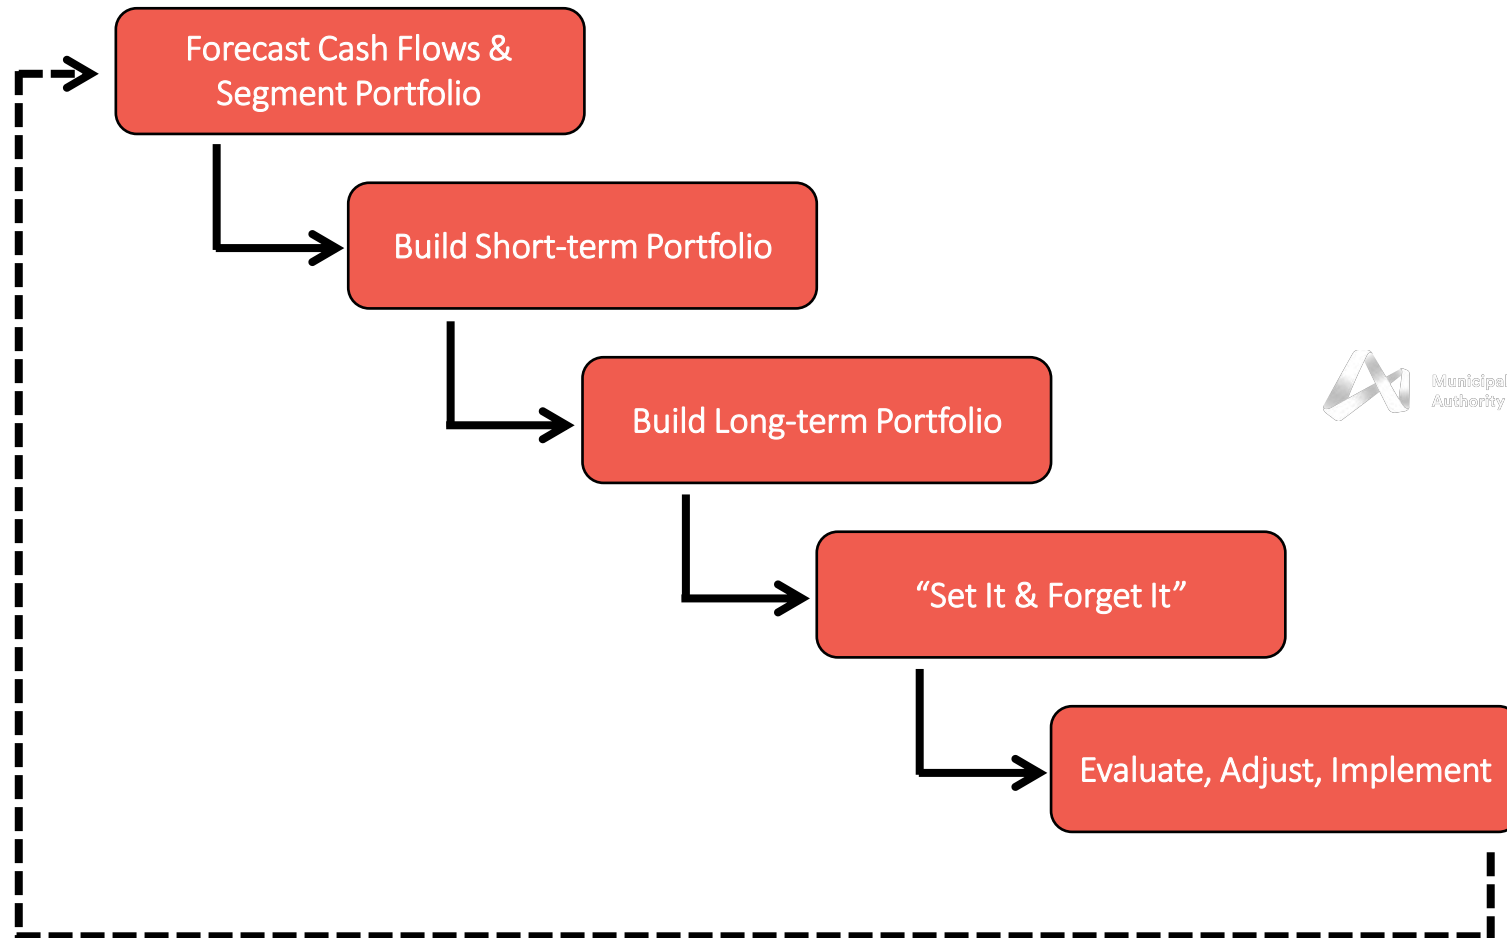 Forecast Cash Flows &
Segment Portfolio
Build Short-term Portfolio
Build Long-term Portfolio
Municipal
Authority
“Set It & Forget It”
Evaluate, Adjust, Implement